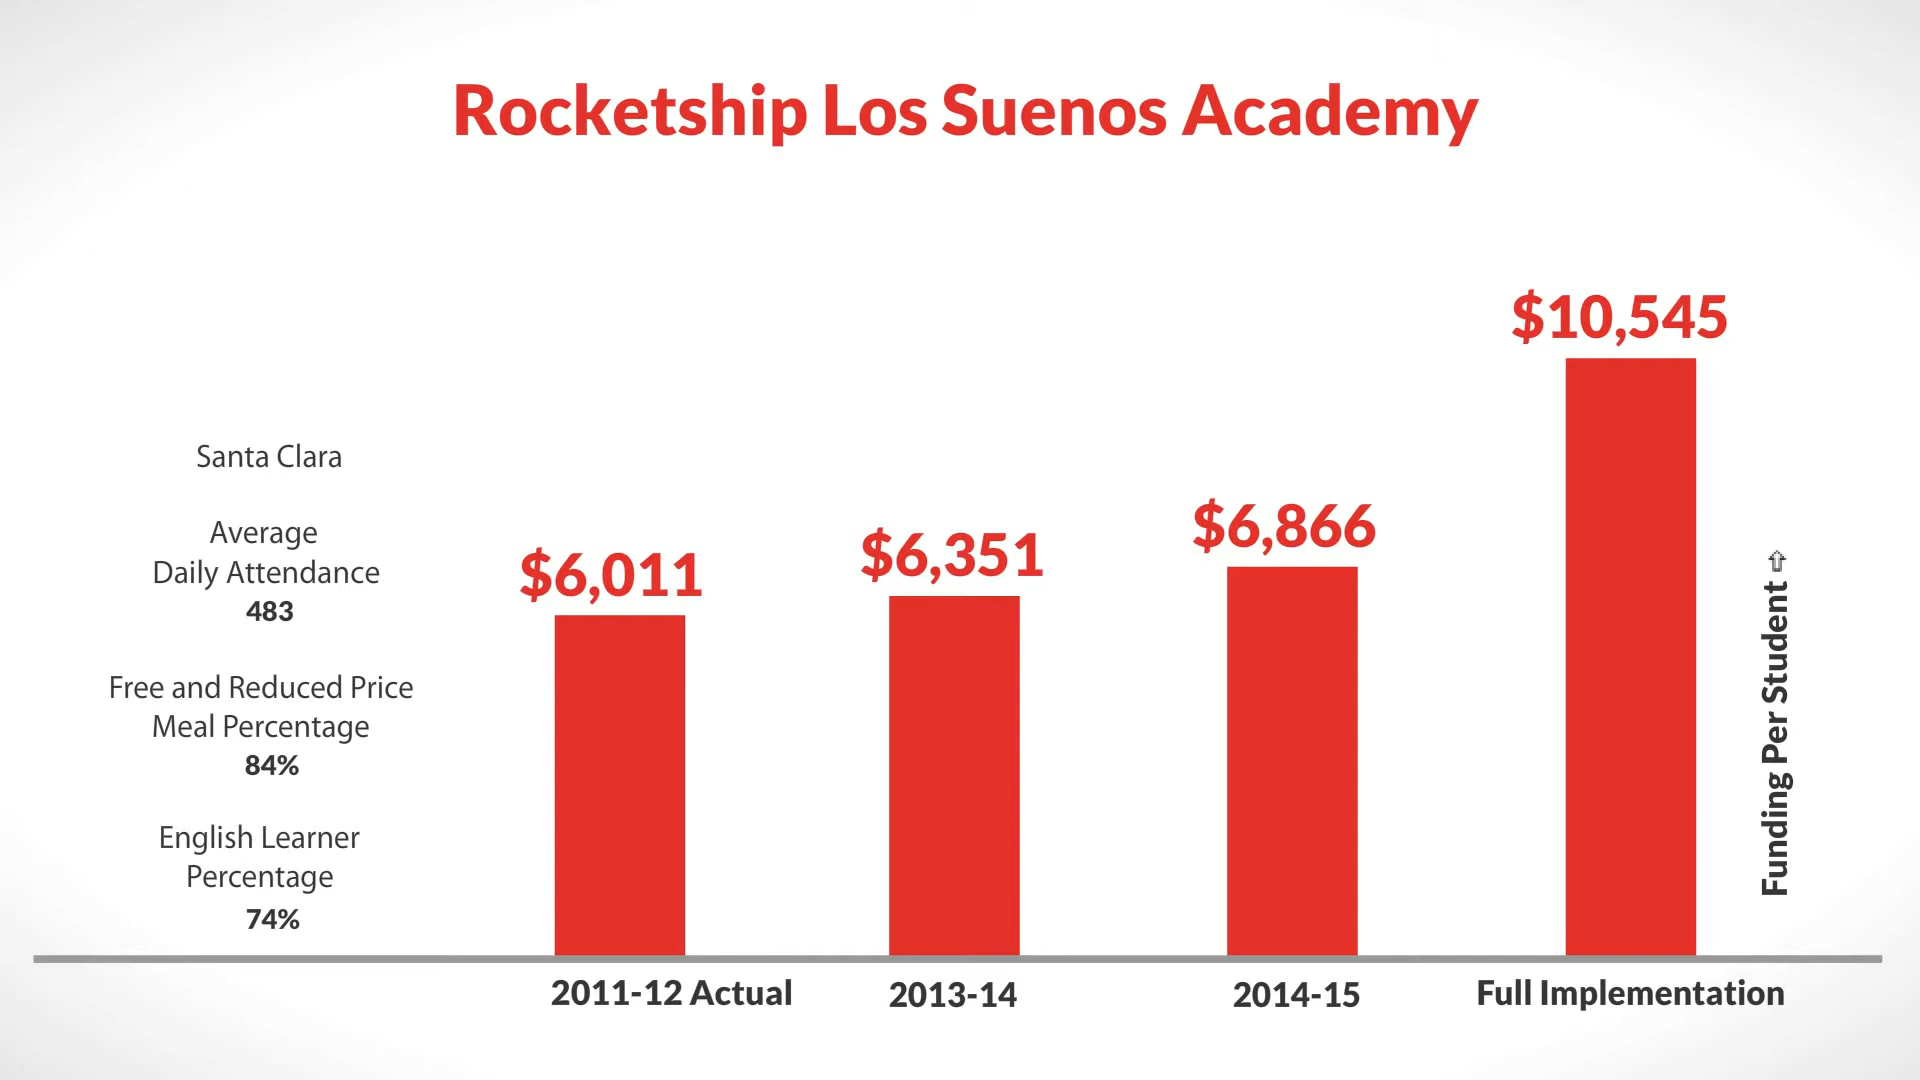 Rocketship Los Suenos Academy
Santa Clara
Average
Daily Attendance
483
Free and Reduced Price
Meal Percentage
84%
English Learner
Percentage
74%
$6,011
$6,351
$6,866
$10,545
Funding Per Student ⇧
2011-12 Actual
2013-14
2014-15
Full Implementation